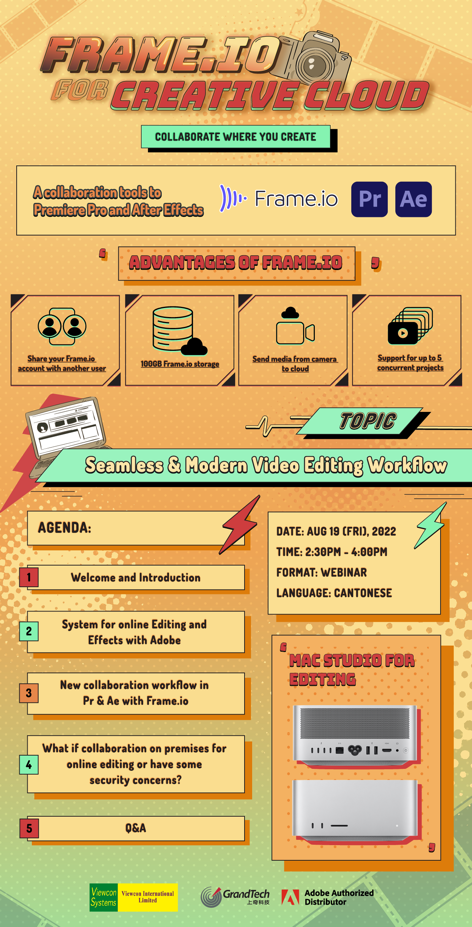 FRAME.IO
FOR CREATIVE CLOUD
COLLABORATE WHERE YOU CREATE
A collaboration tools to
Premiere Pro and After Effects
Frame.io
Pr
Ae
ADVANTAGES OF FRAME.IO
Share your Frame.io
account with another user
100GB Frame.io storage
Send media from camera
to cloud
Support for up to 5
concurrent projects
TOPIC
Seamless & Modern Video Editing Workflow
AGENDA:
1 Welcome and Introduction
2 System for online Editing and
Effects with Adobe
3 New collaboration workflow in
Pr & Ae with Frame.io
4 What if collaboration on premises for
online editing or have some
security concerns?
5 Q&A
DATE: AUG 19 (FRI), 2022
TIME: 2:30PM - 4:00PM
FORMAT: WEBINAR
LANGUAGE: CANTONESE
MAC STUDIO FOR
EDITING
Viewcon
Systems
Viewcon International
Limited
GrandTech
上奇科技
Adobe Authorized
Distributor